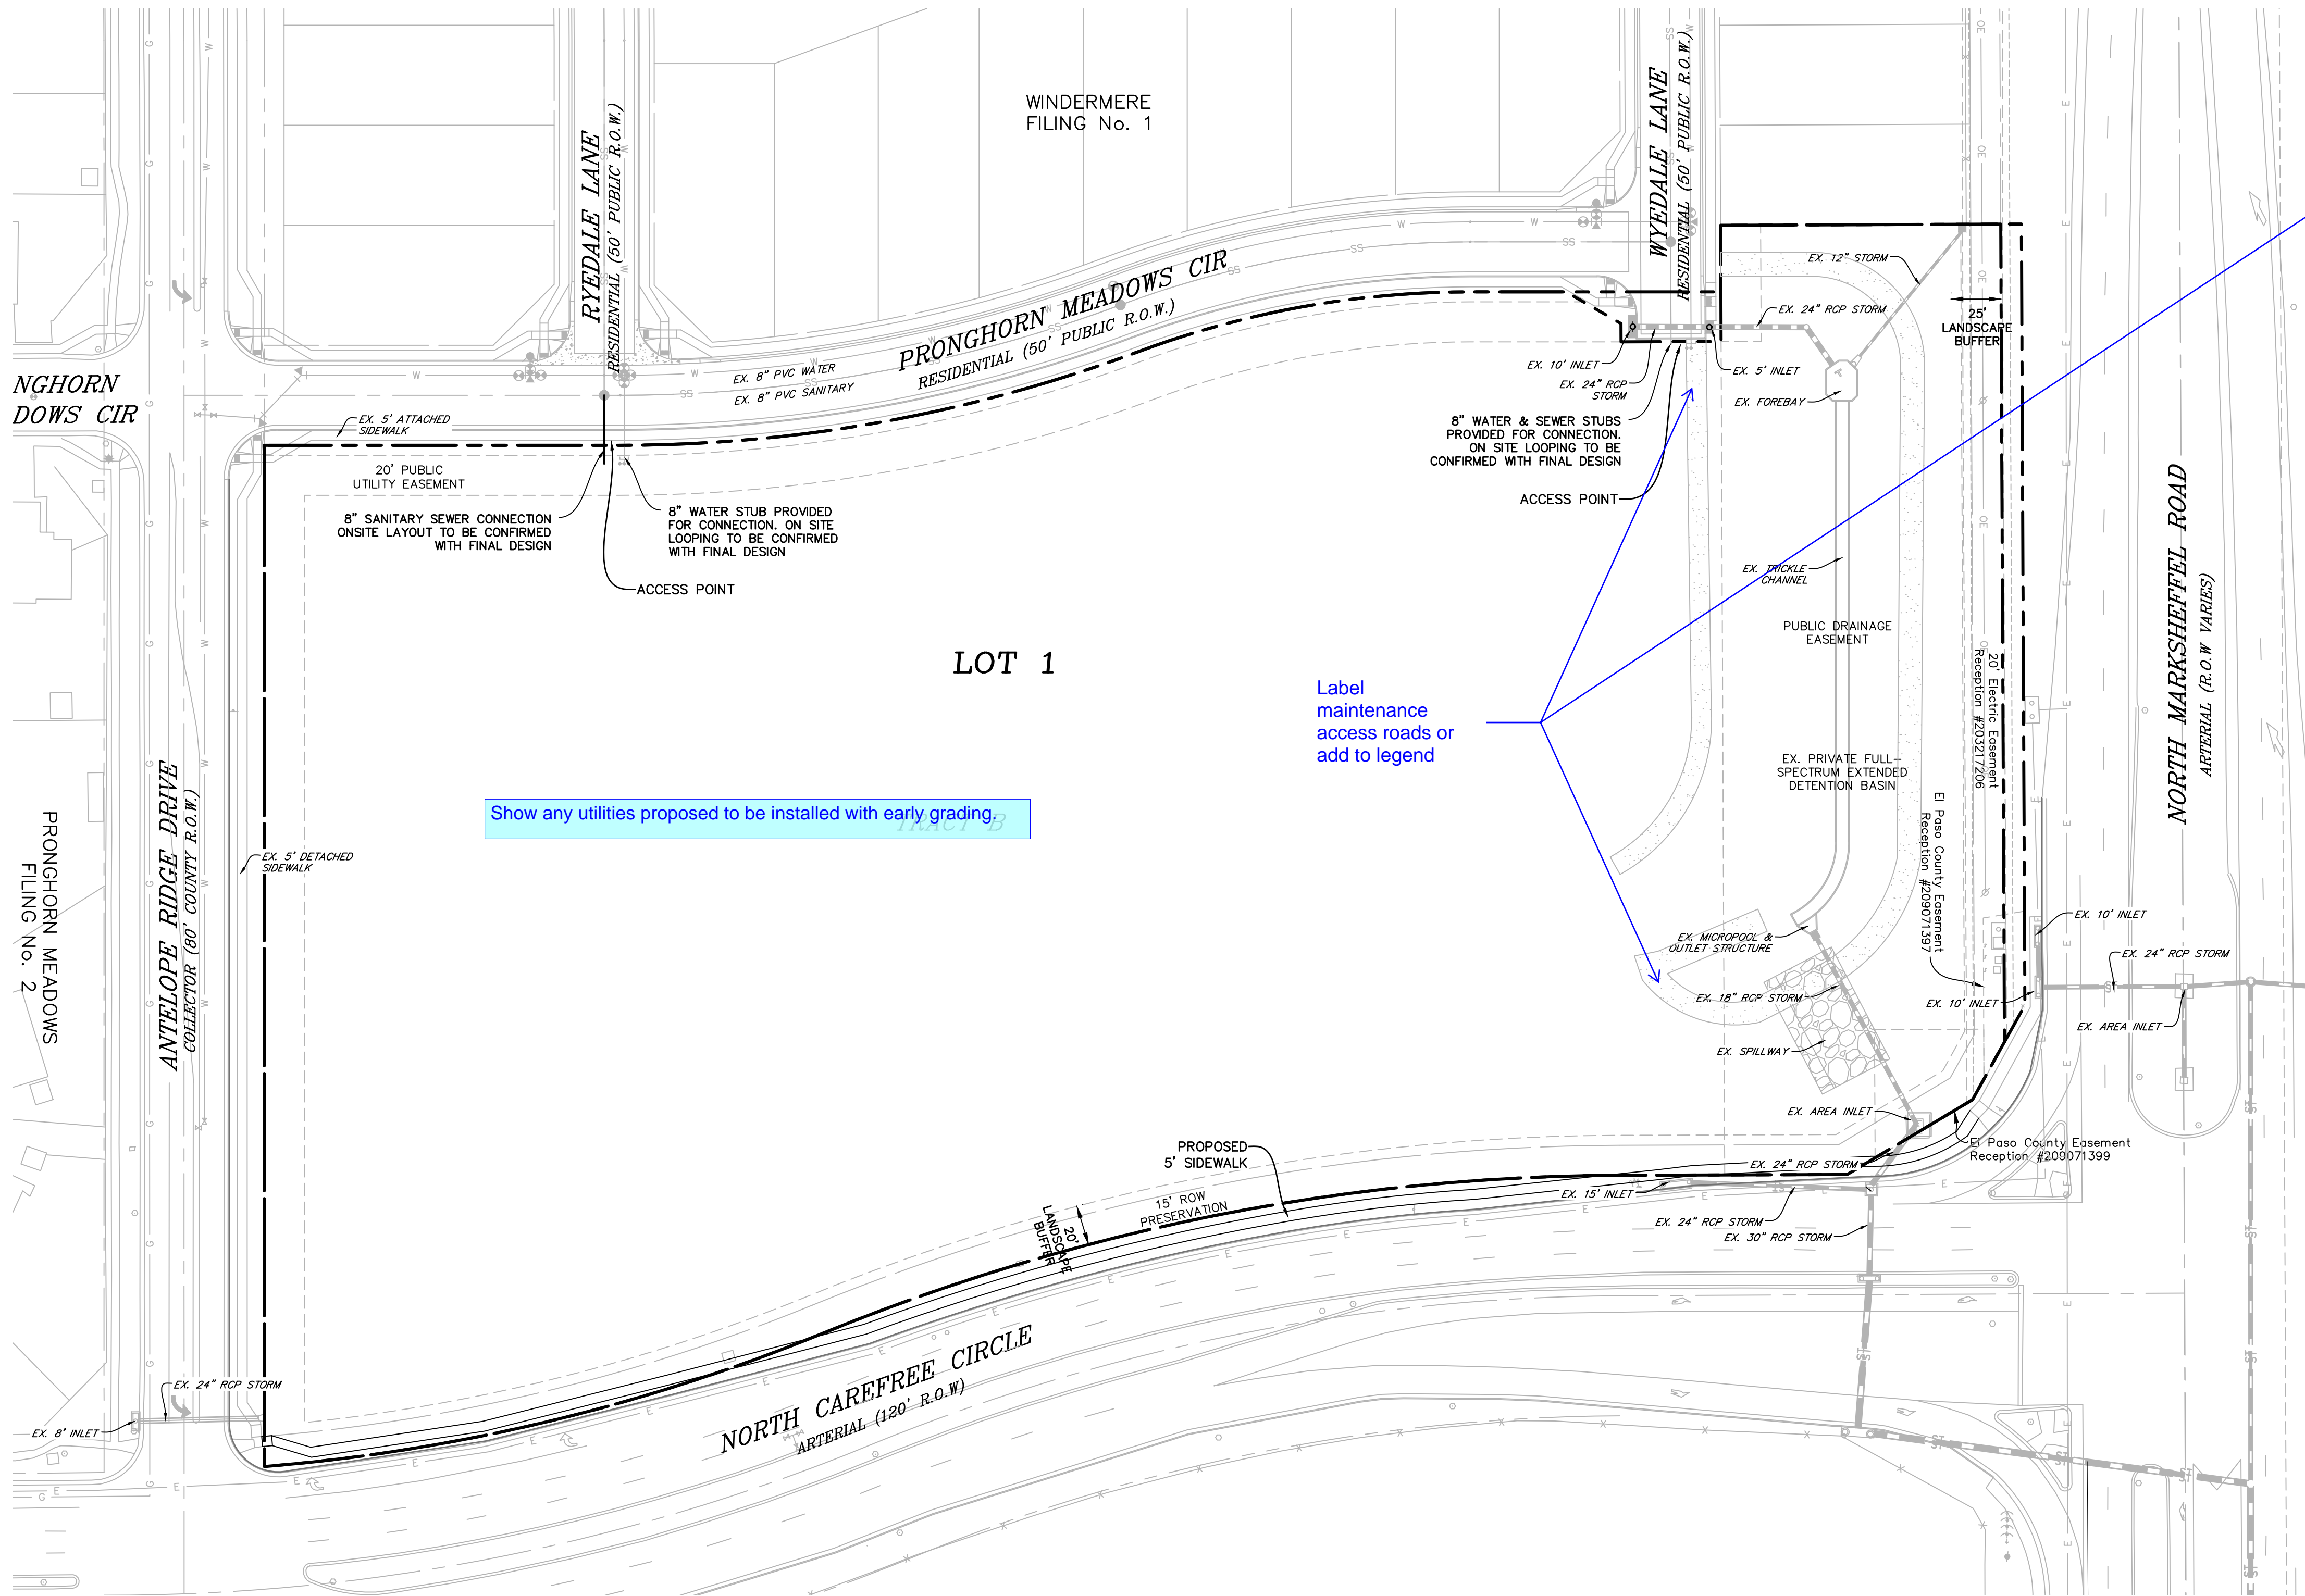 WINDERMERE
FILING No. 1
RYEDALE LANE
RESIDENTIAL (50' PUBLIC R.O.W.)
WYEDALE LANE
RESIDENTIAL (50' PUBLIC R.O.W.)
PRONGHORN MEADOWS CIR
RESIDENTIAL (50' PUBLIC R.O.W.)
EX. 8" PVC WATER
EX. 8" PVC SANITARY
NGHORN
DOWS CIR
EX. 5' ATTACHED
SIDEWALK
20' PUBLIC
UTILITY EASEMENT
8" SANITARY SEWER CONNECTION
ONSITE LAYOUT TO BE CONFIRMED
WITH FINAL DESIGN
8" WATER STUB PROVIDED
FOR CONNECTION. ON SITE
LOOPING TO BE CONFIRMED
WITH FINAL DESIGN
ACCESS POINT
EX. 12" STORM
EX. 24" RCP STORM
25'
LANDSCAPE
BUFFER
EX. 10' INLET
EX. 24" RCP
STORM
EX. 5' INLET
EX. FOREBAY
8" WATER & SEWER STUBS
PROVIDED FOR CONNECTION.
ON SITE LOOPING TO BE
CONFIRMED WITH FINAL DESIGN
ACCESS POINT
EX. TRICKLE
CHANNEL
PUBLIC DRAINAGE
EASEMENT
LOT 1
Label
maintenance
access roads or
add to legend
20' Electric Easement
Reception #203217206
NORTH MARKSHEFFEL ROAD
ARTERIAL (R.O.W VARIES)
EX. PRIVATE FULL-
SPECTRUM EXTENDED
DETENTION BASIN
El Paso County Easement
Reception #209071397
Show any utilities proposed to be installed with early grading.
TRACT B
ANTELOPE RIDGE DRIVE
COLLECTOR (80' COUNTY R.O.W.)
PRONGHORN MEADOWS
FILING No. 2
EX. 5' DETACHED
SIDEWALK
EX. MICROPOOL &
OUTLET STRUCTURE
EX. 10' INLET
EX. 24" RCP STORM
EX. 18" RCP STORM
EX. 10' INLET
EX. AREA INLET
EX. SPILLWAY
EX. AREA INLET
El Paso County Easement
Reception #209071399
PROPOSED
5' SIDEWALK
EX. 24" RCP STORM
EX. 15' INLET
15' ROW
PRESERVATION
20'
LANDSCAPE
BUFFER
EX. 24" RCP STORM
EX. 30" RCP STORM
NORTH CAREFREE CIRCLE
ARTERIAL (120' R.O.W)
EX. 24" RCP STORM
EX. 8' INLET